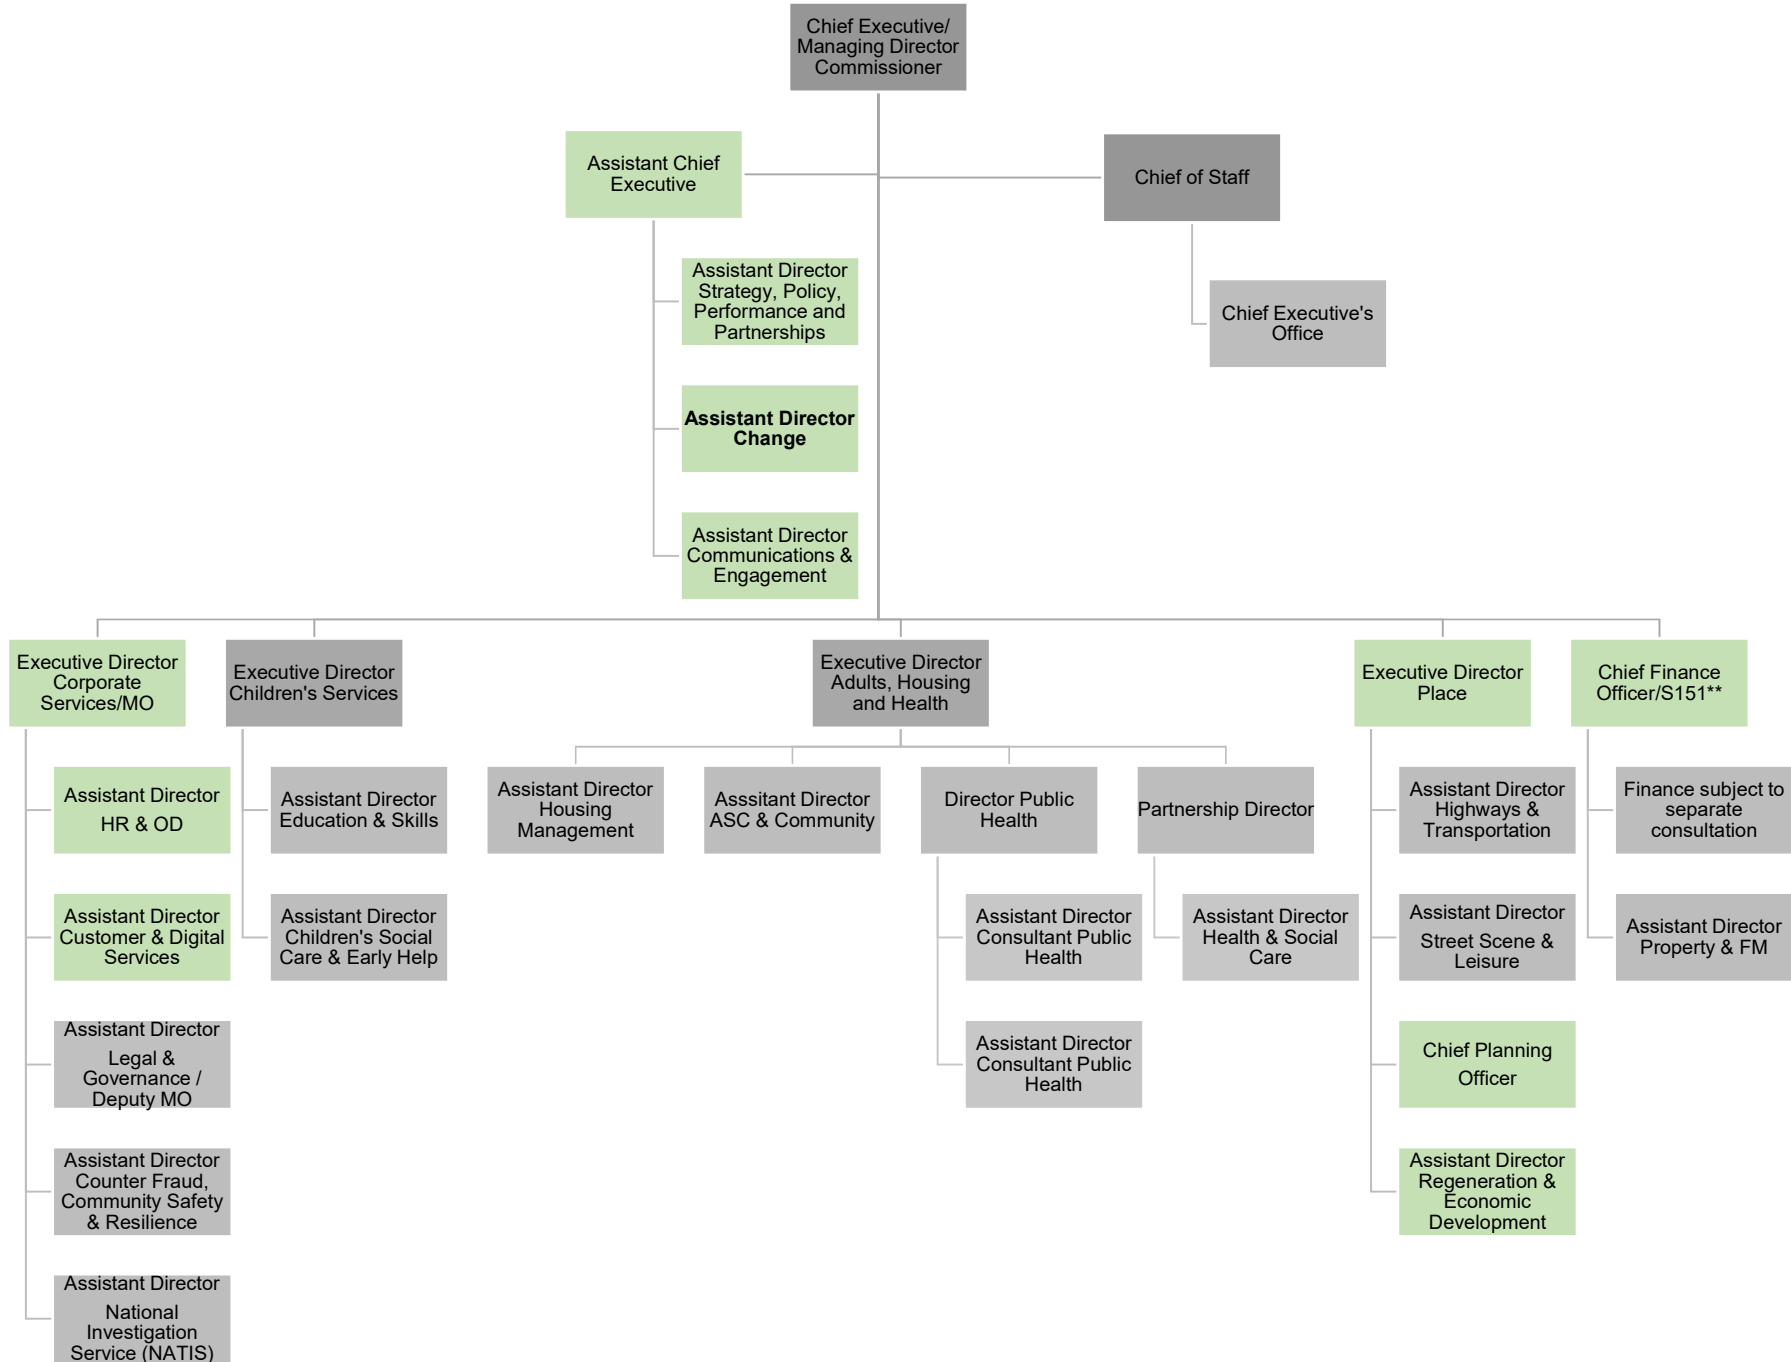 Chief Executive/
Managing Director
Commissioner
Assistant Chief
Executive
Chief of Staff
Assistant Director
Strategy, Policy,
Performance and
Partnerships
Chief Executive's
Office
Assistant Director
Change
Assistant Director
Communications &
Engagement
Executive Director
Corporate
Services/MO
Executive Director
Children's Services
Executive Director
Adults, Housing
and Health
Executive Director
Place
Chief Finance
Officer/S151**
Assistant Director
HR & OD
Assistant Director
Customer & Digital
Services
Assistant Director
Legal &
Governance /
Deputy MO
Assistant Director
Counter Fraud,
Community Safety
& Resilience
Assistant Director
National
Investigation
Service (NATIS)
Assistant Director
Education & Skills
Assistant Director
Children's Social
Care & Early Help
Assistant Director
Housing
Management
Asssitant Director
ASC & Community
Director Public
Health
Assistant Director
Consultant Public
Health
Assistant Director
Consultant Public
Health
Partnership Director
Assistant Director
Health & Social
Care
Assistant Director
Highways &
Transportation
Assistant Director
Street Scene &
Leisure
Chief Planning
Officer
Assistant Director
Regeneration &
Economic
Development
Finance subject to
separate
consultation
Assistant Director
Property & FM